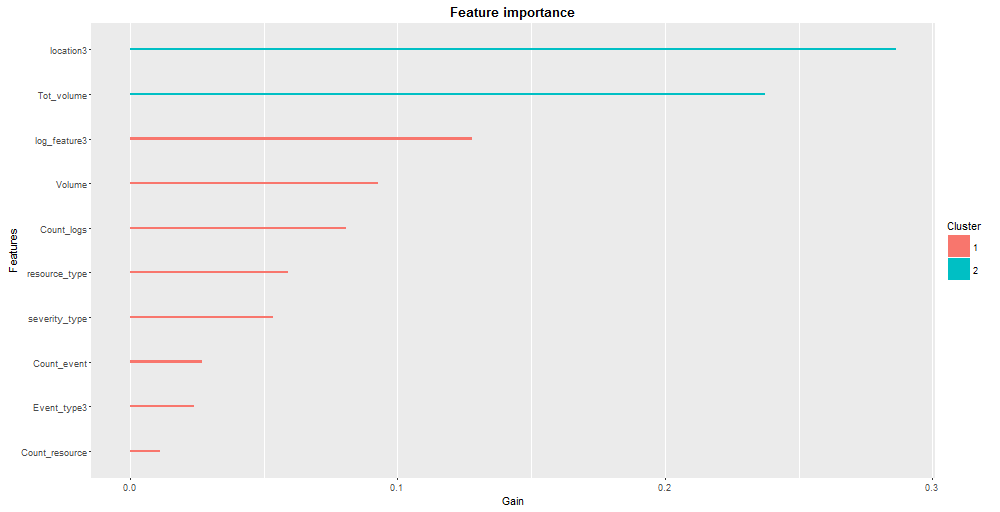 Feature importance
location3
Tot_volume
log_feature3
Volume
Count_logs
resource_type
severity_type
Count_event
Event_type3
Count_resource
Features
0.0
0.1
0.2
0.3
Gain
Cluster
1
2